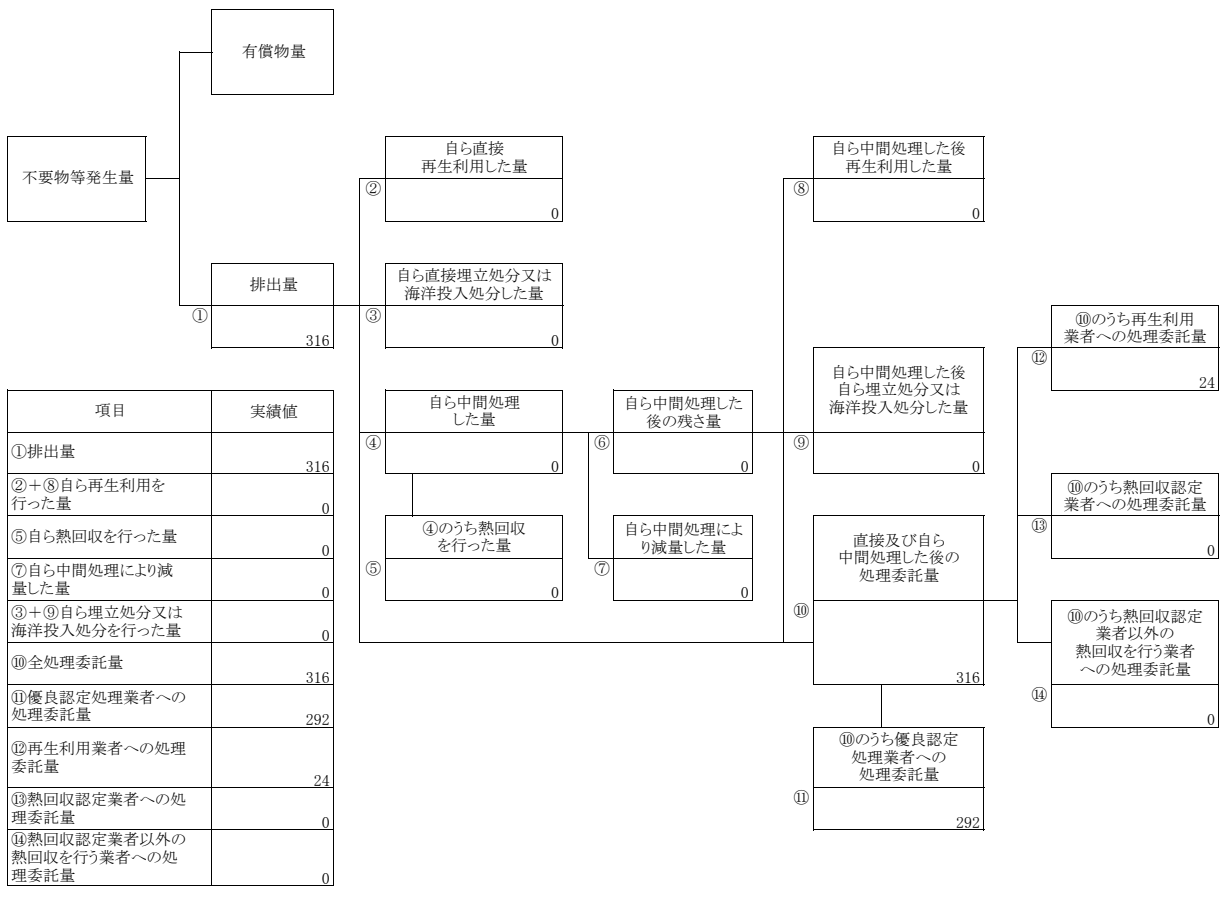 有償物量
不要物等発生量
排出量
①
316
自ら直接
再生利用した量
②
0
自ら直接埋立処分又は
海洋投入処分した量
③
0
自ら中間処理
した量
④
0
④のうち熱回収
を行った量
⑤
0
自ら中間処理した
後の残さ量
⑥
0
自ら中間処理によ
り減量した量
⑦
0
自ら中間処理した後
再生利用した量
⑧
0
自ら中間処理した後
自ら埋立処分又は
海洋投入処分した量
⑨
0
直接及び自ら
中間処理した後の
処理委託量
⑩
316
⑩のうち優良認定
処理業者への
処理委託量
⑪
292
⑩のうち再生利用
業者への処理委託量
⑫
24
⑩のうち熱回収認定
業者への処理委託量
⑬
0
⑩のうち熱回収認定
業者以外の
熱回収を行う業者
への処理委託量
⑭
0
項目 実績値
①排出量
316
②＋⑧自ら再生利用を
行った量
0
⑤自ら熱回収を行った量
0
⑦自ら中間処理により減
量した量
0
③＋⑨自ら埋立処分又は
海洋投入処分を行った量
0
⑩全処理委託量
316
⑪優良認定処理業者への
処理委託量
292
⑫再生利用業者への処理
委託量
24
⑬熱回収認定業者への処
理委託量
0
⑭熱回収認定業者以外の
熱回収を行う業者への処
理委託量
0